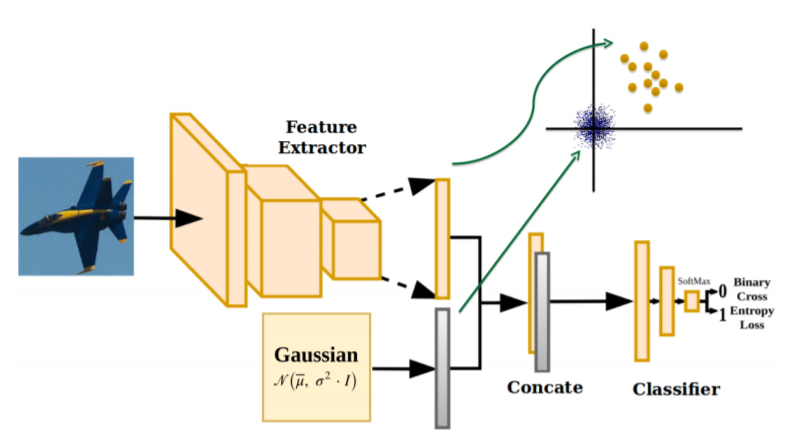 Feature
Extractor
Gaussian
𝒩(μ̅, σ² · I)
Concate
Classifier
SoftMax
0
1
Binary
Cross
Entropy
Loss